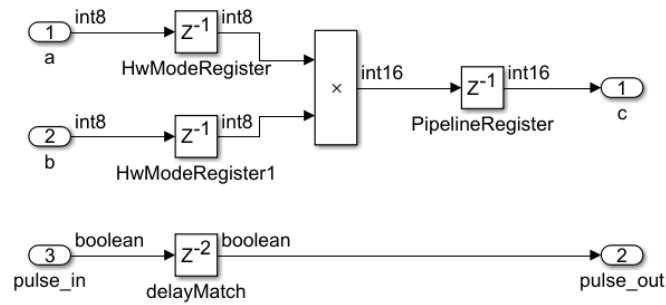 int8 int8
1 Z-1
a HwModeRegister
× int16 Z-1 int16 1
PipelineRegister c
int8 int8
2 Z-1
b HwModeRegister1
boolean boolean
3 Z-2 2
pulse_in delayMatch pulse_out